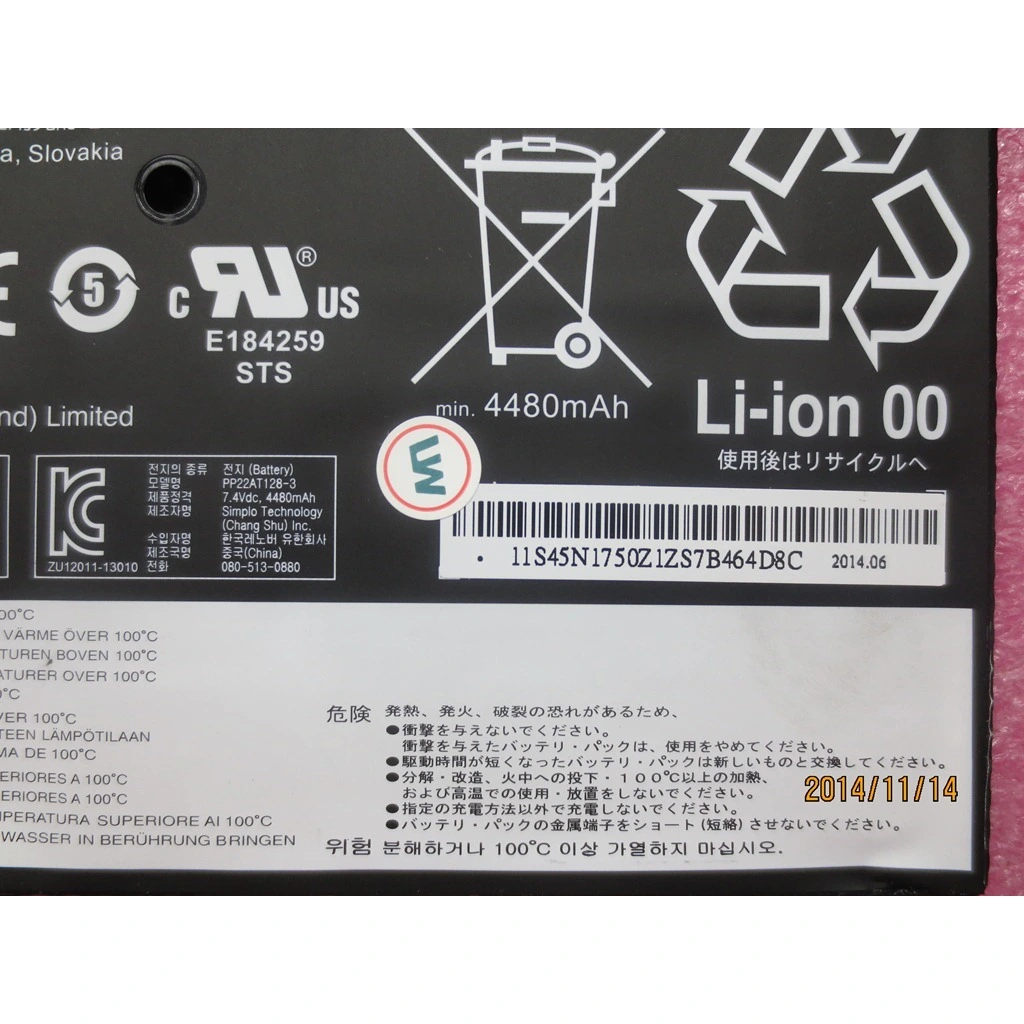 a, Slovakia
5
C RU ® US
E184259
STS
nd) Limited
min. 4480mAh
Li-ion 00
使用後はリサイクルへ
UW
KC
ZU12011-13010
전지의 종류 전지 (Battery)
모델명 PP22AT128-3
제품정격 7.4Vdc, 4480mAh
제조자명 Simplo Technology
(Chang Shu) Inc.
수입자명 한국레노버 유한회사
제조국명 중국(China)
전화 080-513-0880
11S45N1750Z1ZS7B464D8C 2014.06
00°C
VÄRME ÖVER 100°C
TUREN BOVEN 100°C
ATURER OVER 100°C
0°C
VER 100°C
TEEN LÄMPÖTILAAN
MA DE 100°C
ERIORES A 100°C
ERIORES A 100°C
MPERATURA SUPERIORE AI 100°C
WASSER IN BERÜHRUNG BRINGEN
危険 発熱、発火、破裂の恐れがあるため、
●衝撃を与えないでください。
衝撃を与えたバッテリ・パックは、使用をやめてください。
●駆動時間が短くなったバッテリ・パックは新しいものと交換してください。
●分解・改造、火中への投下・100℃以上の加熱、
および高温での使用・放置をしないでください。
●指定の充電方法以外で充電しないでください。
●バッテリ・パックの金属端子をショート(短絡)させないでください。
위험 분해하거나 100°C 이상 가열하지 마십시오.
2014/11/14